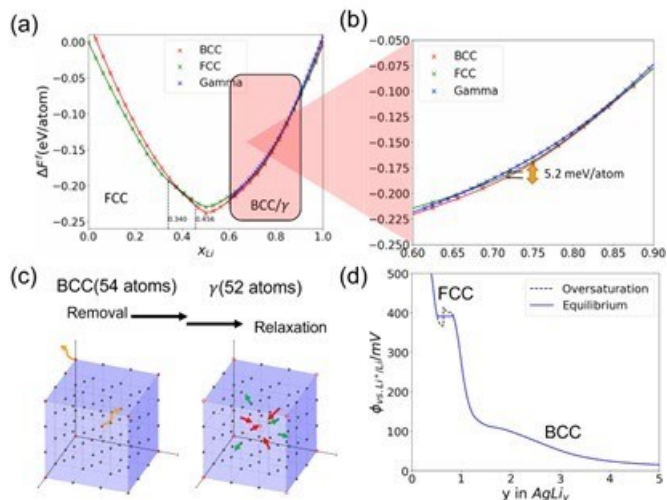 (a)
0.00
-0.05
-0.10
-0.15
-0.20
-0.25
ΔFᶠ(eV/atom)
BCC
FCC
Gamma
FCC
BCC/γ
0.340
0.456
0.0 0.2 0.4 0.6 0.8 1.0
x_Li
(b)
-0.050
-0.075
-0.100
-0.125
-0.150
-0.175
-0.200
-0.225
-0.250
BCC
FCC
Gamma
5.2 meV/atom
0.60 0.65 0.70 0.75 0.80 0.85 0.90
(c)
BCC(54 atoms) γ(52 atoms)
Removal
Relaxation
(d)
500
400
300
200
100
0
ϕvs.Li⁺/Li/mV
FCC
Oversaturation
Equilibrium
BCC
0 1 2 3 4 5
y in AgLiᵧ